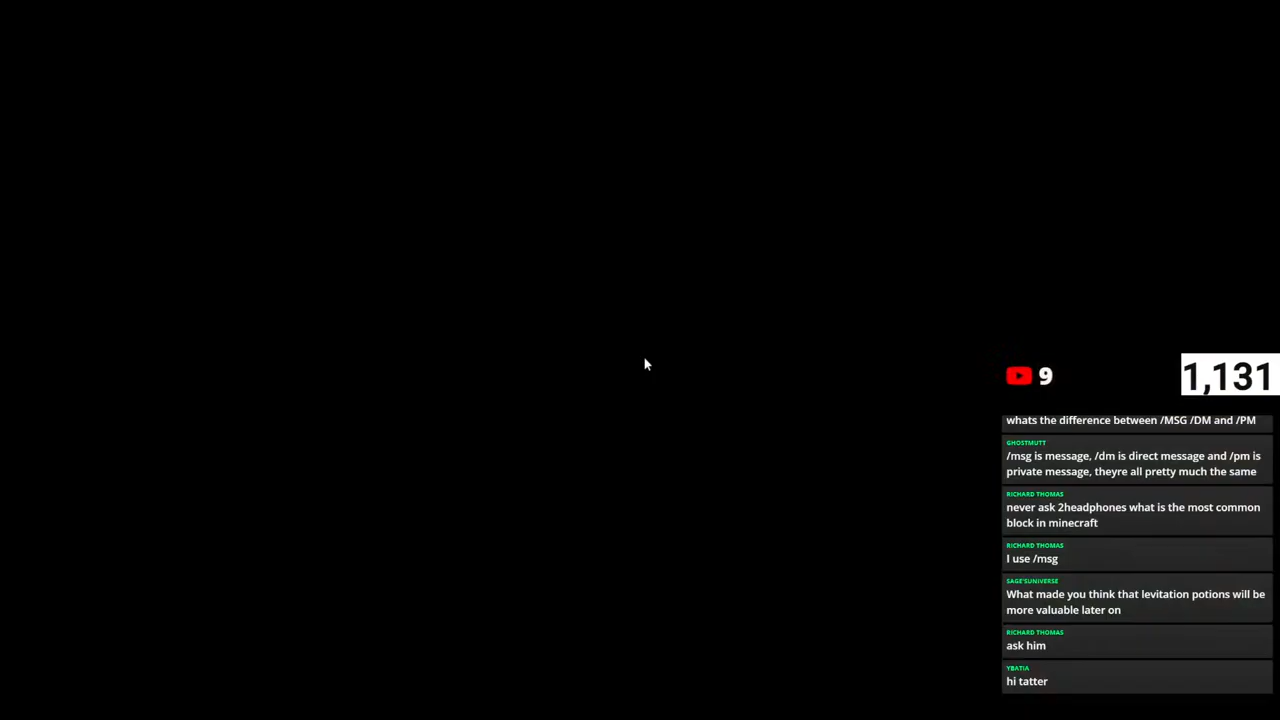 9
1,131
whats the difference between /MSG /DM and /PM
GHOSTMUTT
/msg is message, /dm is direct message and /pm is
private message, theyre all pretty much the same
RICHARD THOMAS
never ask 2headphones what is the most common
block in minecraft
RICHARD THOMAS
I use /msg
SAGE'SUNIVERSE
What made you think that levitation potions will be
more valuable later on
RICHARD THOMAS
ask him
YBATIA
hi tatter